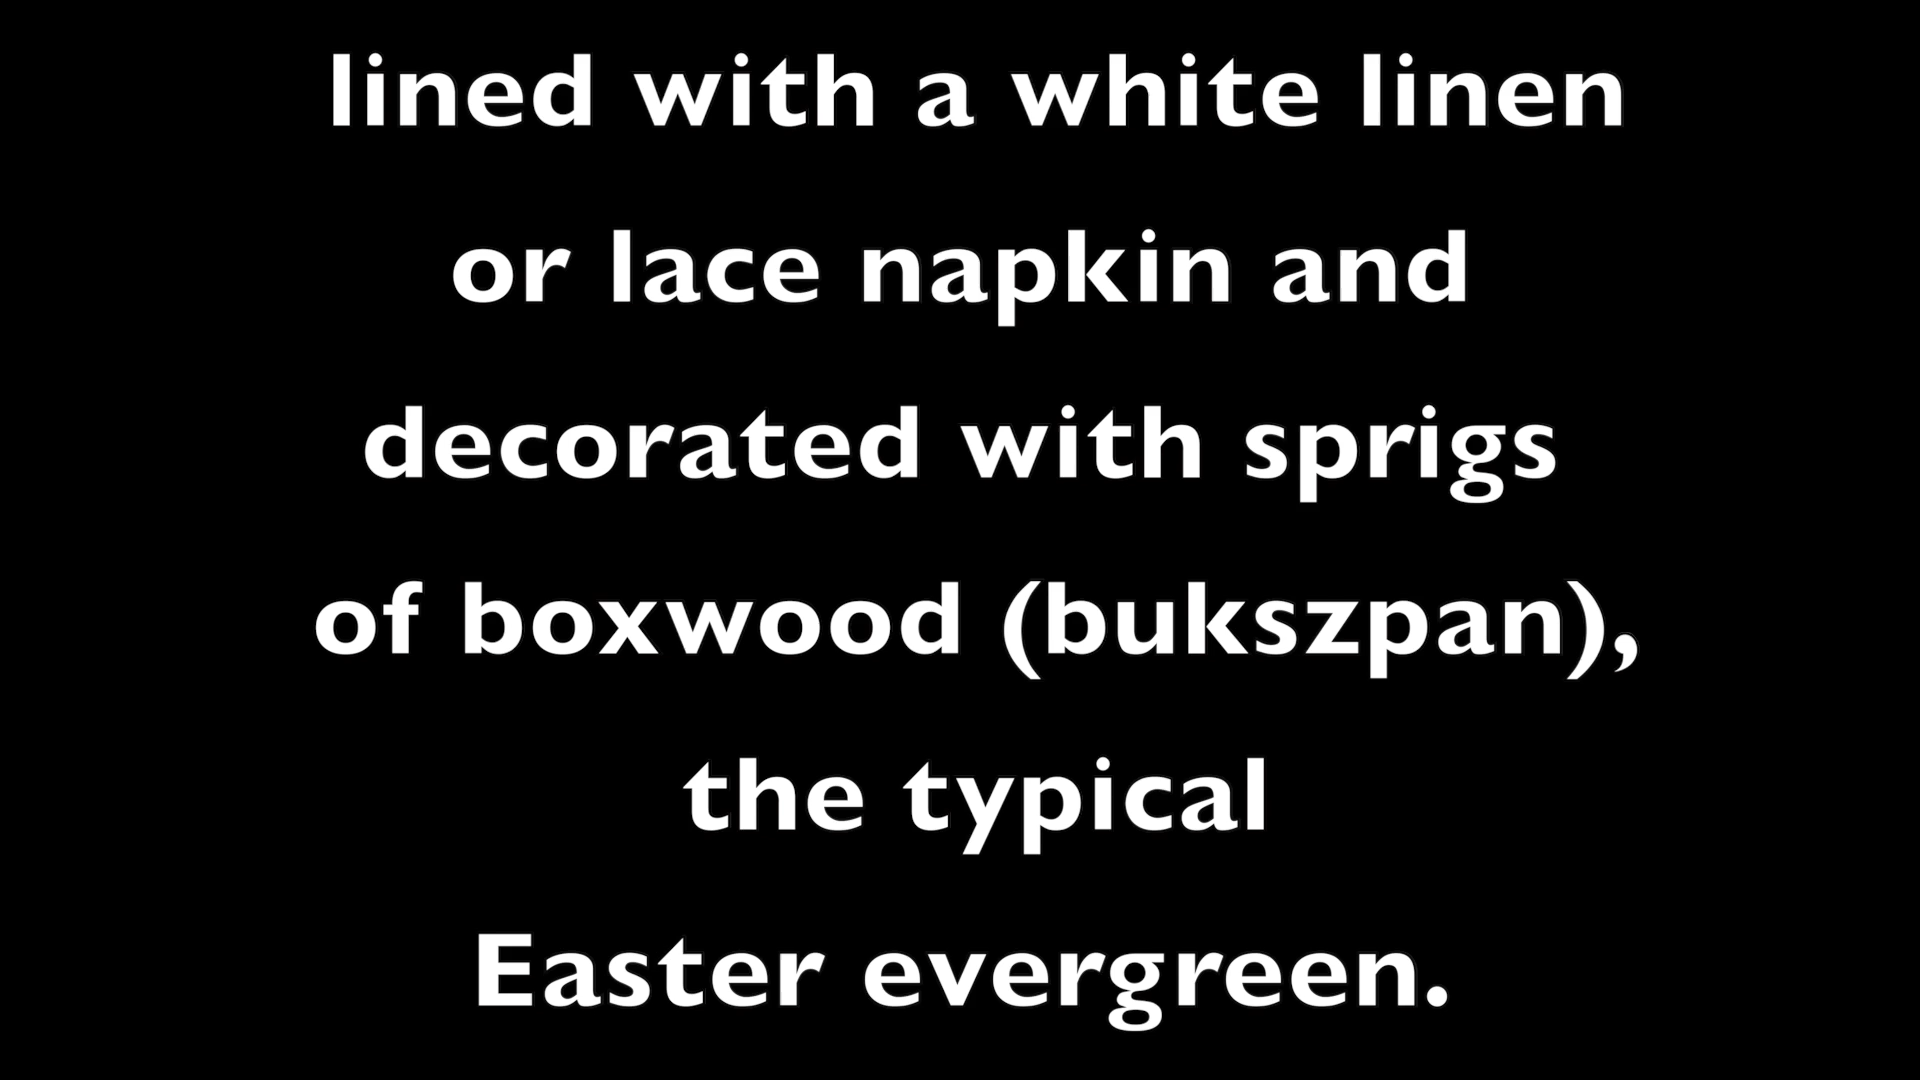 lined with a white linen
or lace napkin and
decorated with sprigs
of boxwood (bukszpan),
the typical
Easter evergreen.